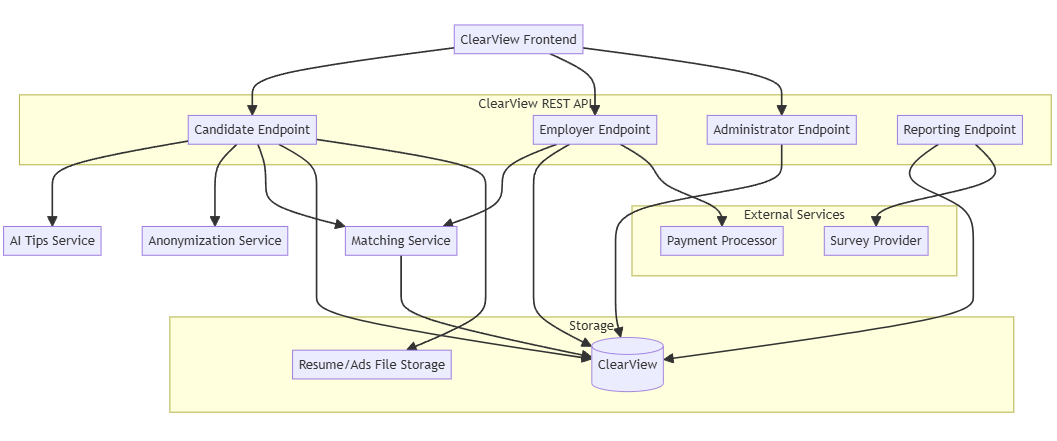 ClearView Frontend
ClearView REST API
Candidate Endpoint
Employer Endpoint
Administrator Endpoint
Reporting Endpoint
External Services
AI Tips Service
Anonymization Service
Matching Service
Payment Processor
Survey Provider
Storage
Resume/Ads File Storage
ClearView